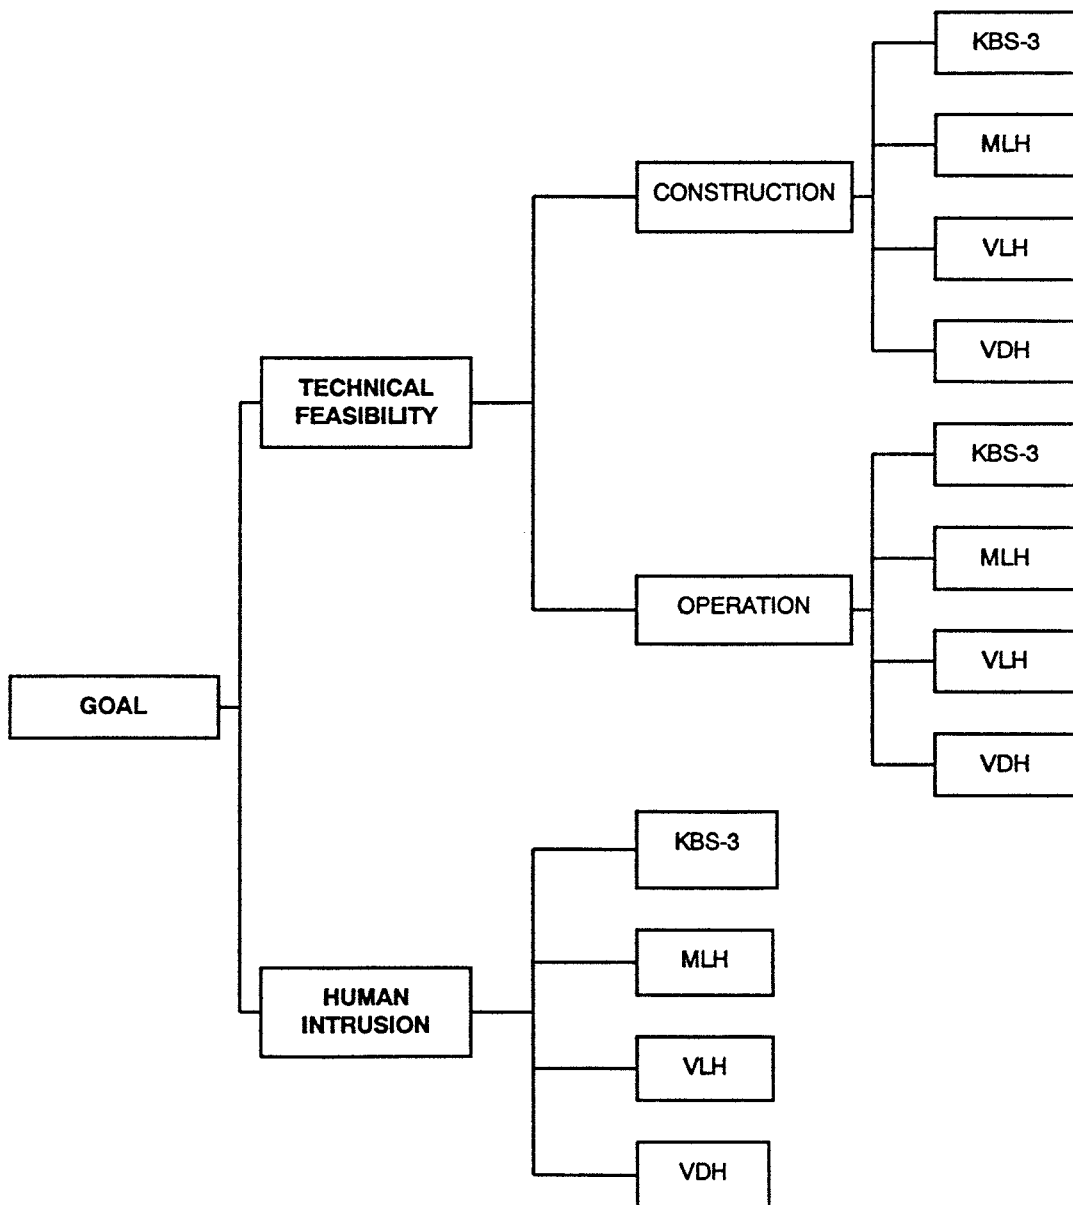 KBS-3
MLH
CONSTRUCTION
VLH
VDH
TECHNICAL
FEASIBILITY
KBS-3
MLH
OPERATION
VLH
GOAL
VDH
KBS-3
MLH
HUMAN
INTRUSION
VLH
VDH